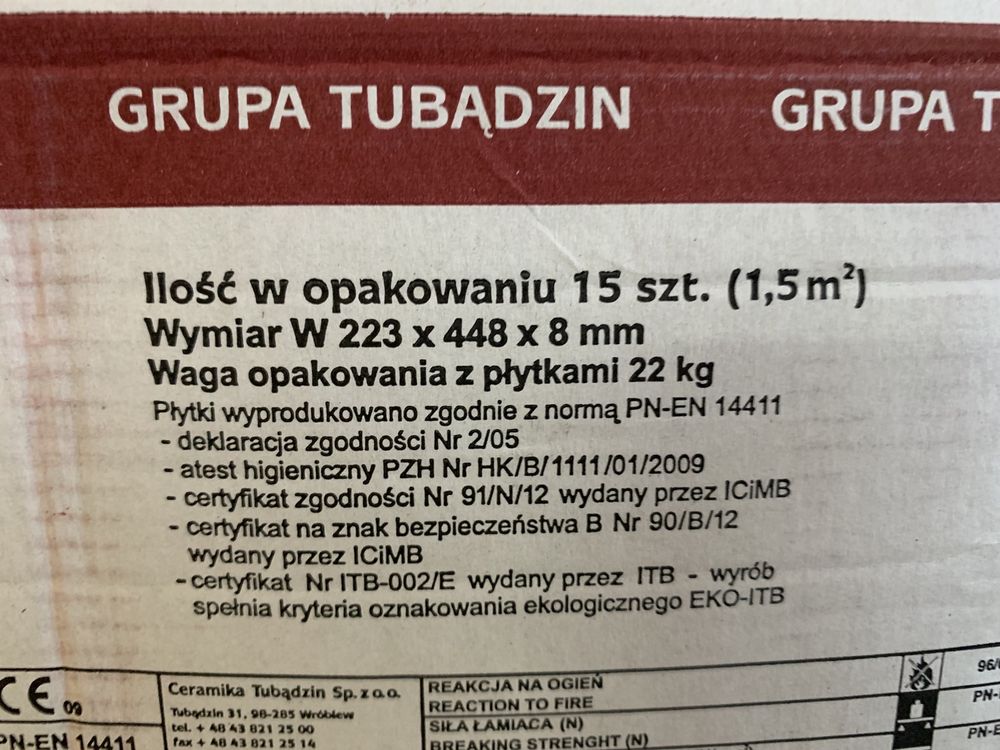 GRUPA TUBĄDZIN GRUPA T
Ilość w opakowaniu 15 szt. (1,5 m²)
Wymiar W 223 x 448 x 8 mm
Waga opakowania z płytkami 22 kg
Płytki wyprodukowano zgodnie z normą PN-EN 14411
- deklaracja zgodności Nr 2/05
- atest higieniczny PZH Nr HK/B/1111/01/2009
- certyfikat zgodności Nr 91/N/12 wydany przez ICiMB
- certyfikat na znak bezpieczeństwa B Nr 90/B/12
wydany przez ICiMB
- certyfikat Nr ITB-002/E wydany przez ITB - wyrób
spełnia kryteria oznakowania ekologicznego EKO-ITB
CE 09
PN-EN 14411
Ceramika Tubądzin Sp. z o.o.
Tubądzin 31, 98-285 Wróblew
tel. + 48 43 821 25 00
fax + 48 43 821 25 14
REAKCJA NA OGIEŃ
REACTION TO FIRE
SIŁA ŁAMIĄCA (N)
BREAKING STRENGHT (N)
96/
PN-
PN-E